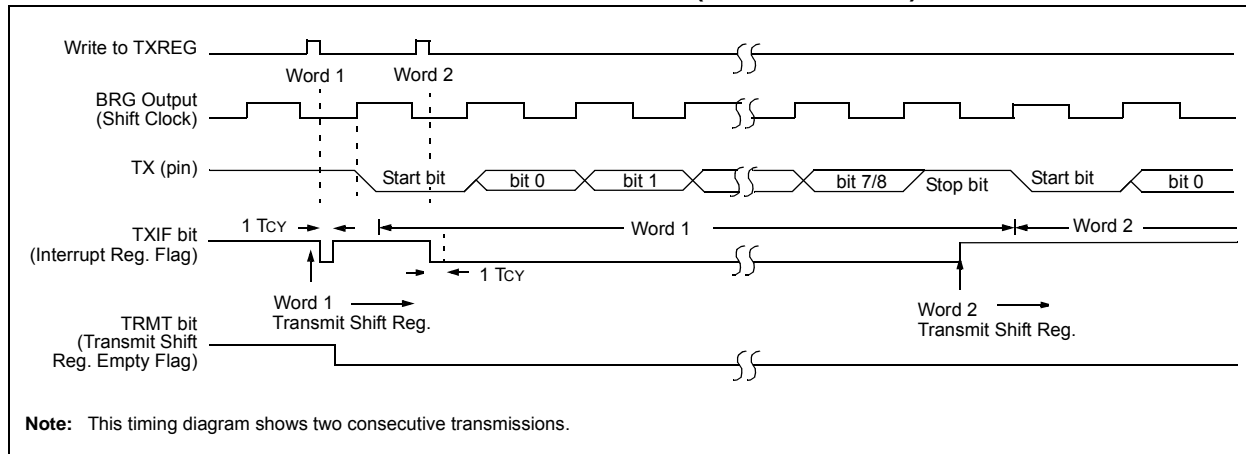 Write to TXREG
Word 1
Word 2
BRG Output
(Shift Clock)
TX (pin)
Start bit
bit 0
bit 1
bit 7/8
Stop bit
Start bit
bit 0
1 TCY
Word 1
Word 2
TXIF bit
(Interrupt Reg. Flag)
1 TCY
Word 1
Transmit Shift Reg.
Word 2
Transmit Shift Reg.
TRMT bit
(Transmit Shift
Reg. Empty Flag)
Note: This timing diagram shows two consecutive transmissions.